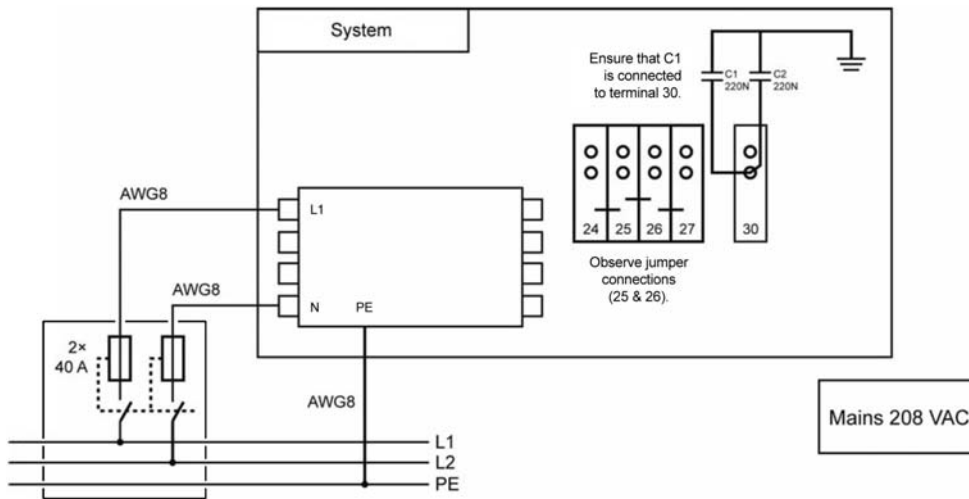 System
Ensure that C1
is connected
to terminal 30.
C1
220N
C2
220N
AWG8
L1
24 25 26 27
30
Observe jumper
connections
(25 & 26).
AWG8
N PE
2×
40 A
AWG8
Mains 208 VAC
L1
L2
PE